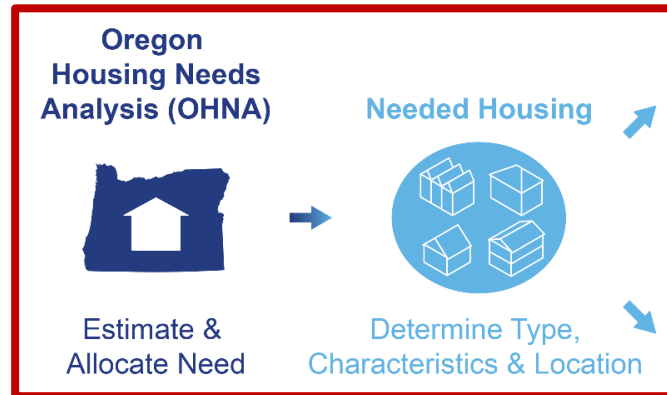 Oregon
Housing Needs
Analysis (OHNA)
Estimate &
Allocate Need
Needed Housing
Determine Type,
Characteristics & Location